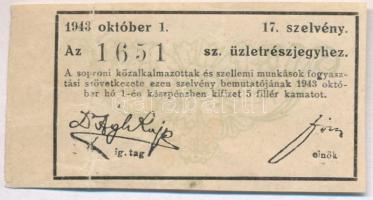 1943 október 1. 17. szelvény.
Az 1651 sz. üzletrészjegyhez.
A soproni közalkalmazottak és szellemi munkások fogyasz-
tási szövetkezete ezen szelvény bemutatójának 1943 októ-
ber hó 1-én készpénzben kifizet 5 fillér kamatot.
ig. tag elnök